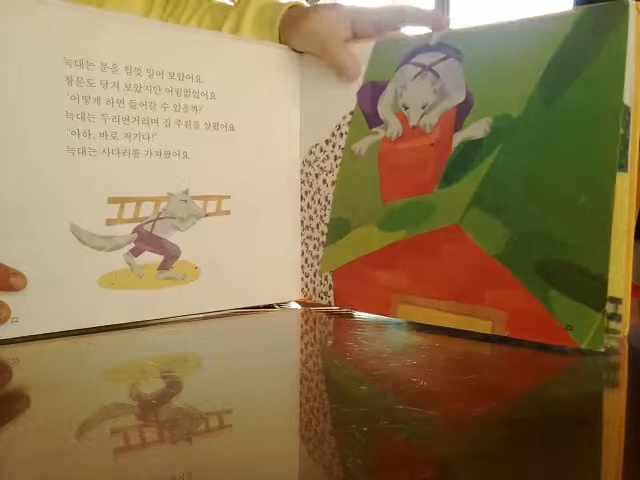 늑대는 문을 힘껏 밀어 보았어요.
창문도 당겨 보았지만 어림없었어요.
"어떻게 하면 들어갈 수 있을까?"
늑대는 두리번거리며 집 주위를 살폈어요.
"아하, 바로 저기다!"
늑대는 사다리를 가져왔어요.
22
23